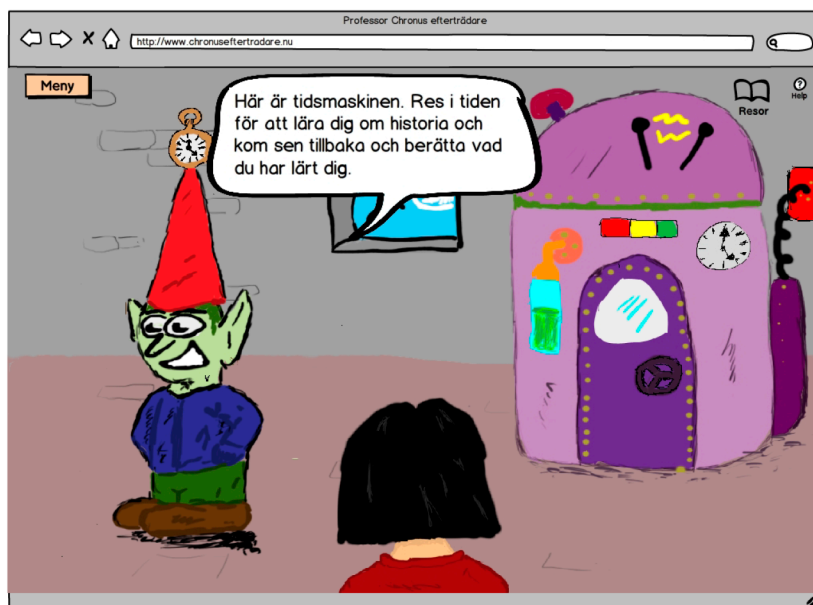 Professor Chronus efterträdare
http://www.chronuseftertradare.nu
Meny
Här är tidsmaskinen. Res i tiden
för att lära dig om historia och
kom sen tillbaka och berätta vad
du har lärt dig.
Resor
?
Help